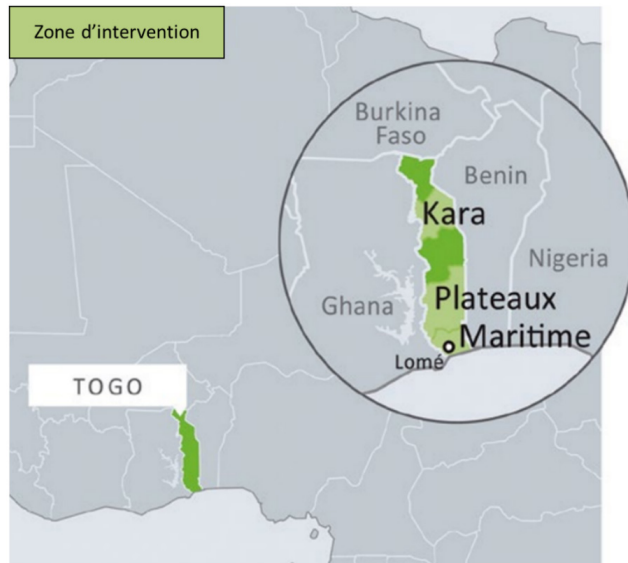 Zone d'intervention
Burkina
Faso
Benin
Kara
Nigeria
Ghana
Plateaux
Maritime
Lomé
TOGO